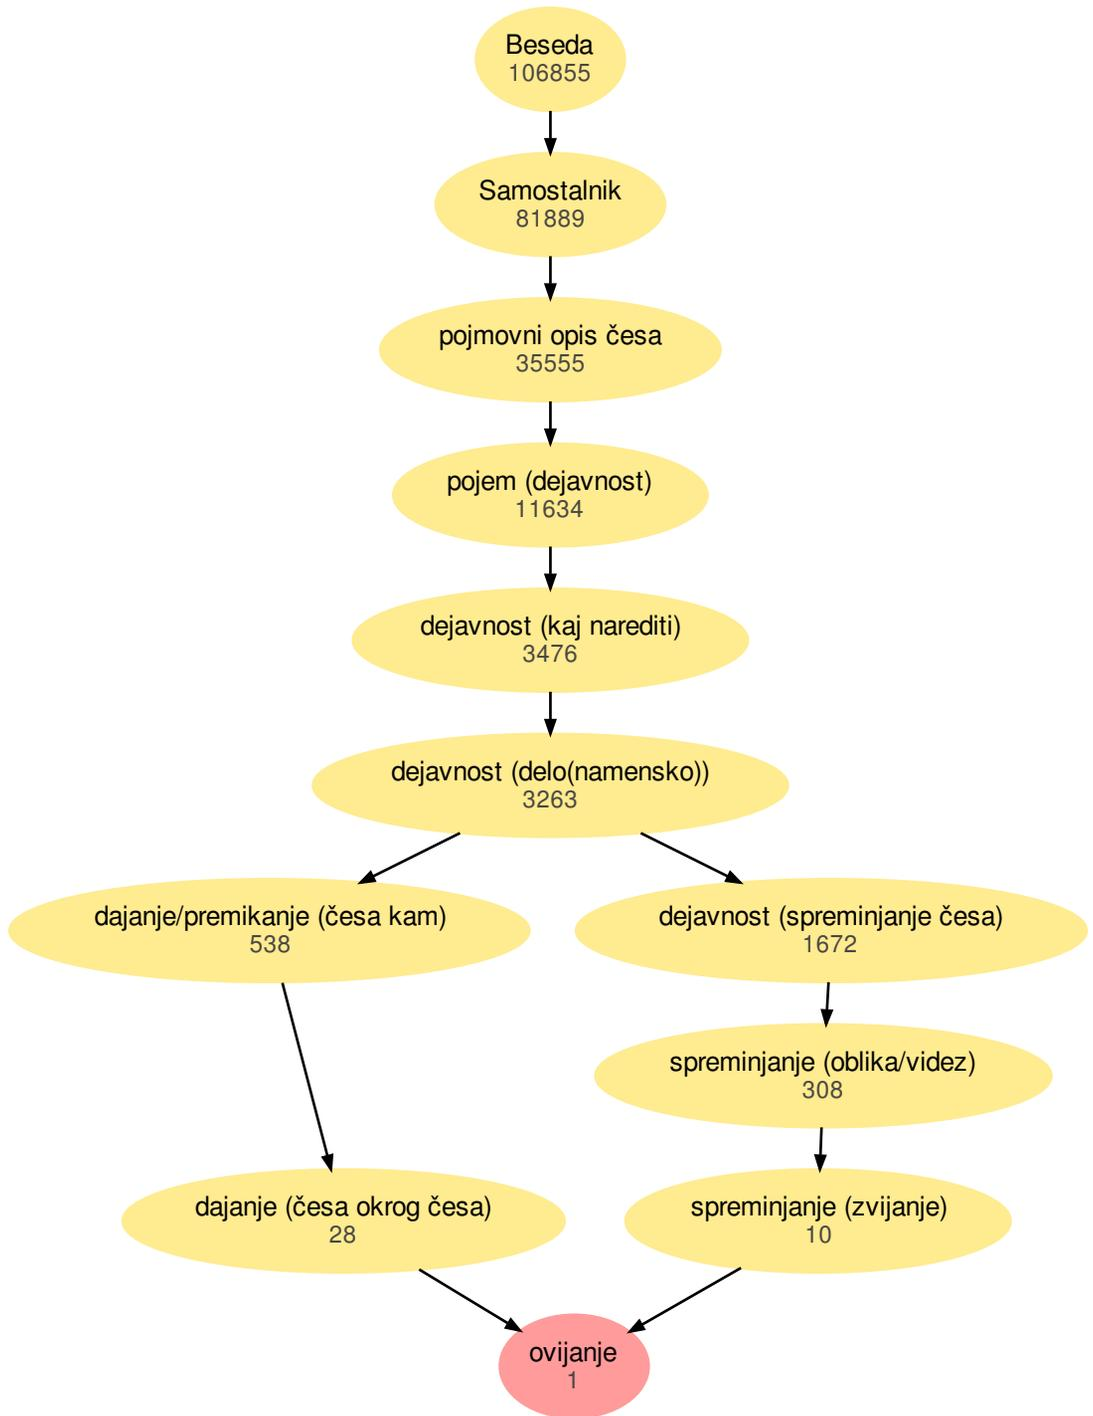 Beseda
106855
Samostalnik
81889
pojmovni opis česa
35555
pojem (dejavnost)
11634
dejavnost (kaj narediti)
3476
dejavnost (delo(namensko))
3263
dajanje/premikanje (česa kam)
538
dejavnost (spreminjanje česa)
1672
spreminjanje (oblika/videz)
308
dajanje (česa okrog česa)
28
spreminjanje (zvijanje)
10
ovijanje
1